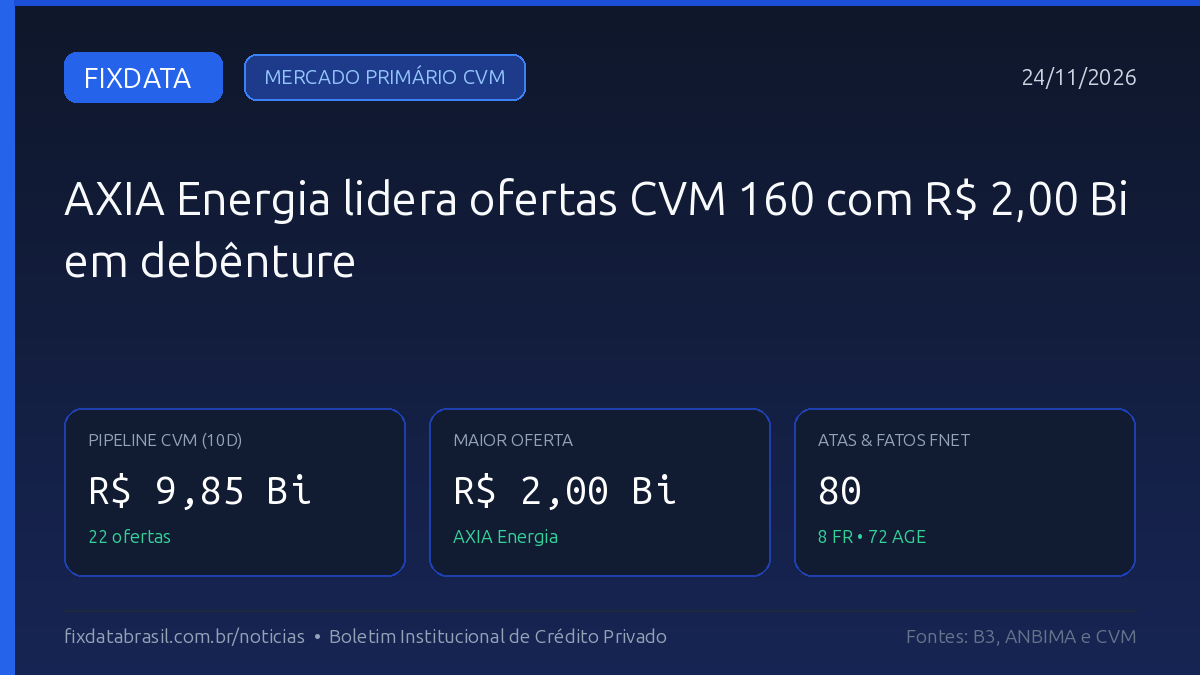 FIXDATA
MERCADO PRIMÁRIO CVM
24/11/2026
AXIA Energia lidera ofertas CVM 160 com R$ 2,00 Bi
em debênture
PIPELINE CVM (10D)
R$ 9,85 Bi
22 ofertas
MAIOR OFERTA
R$ 2,00 Bi
AXIA Energia
ATAS & FATOS FNET
80
8 FR • 72 AGE
fixdatabrasil.com.br/noticias • Boletim Institucional de Crédito Privado
Fontes: B3, ANBIMA e CVM